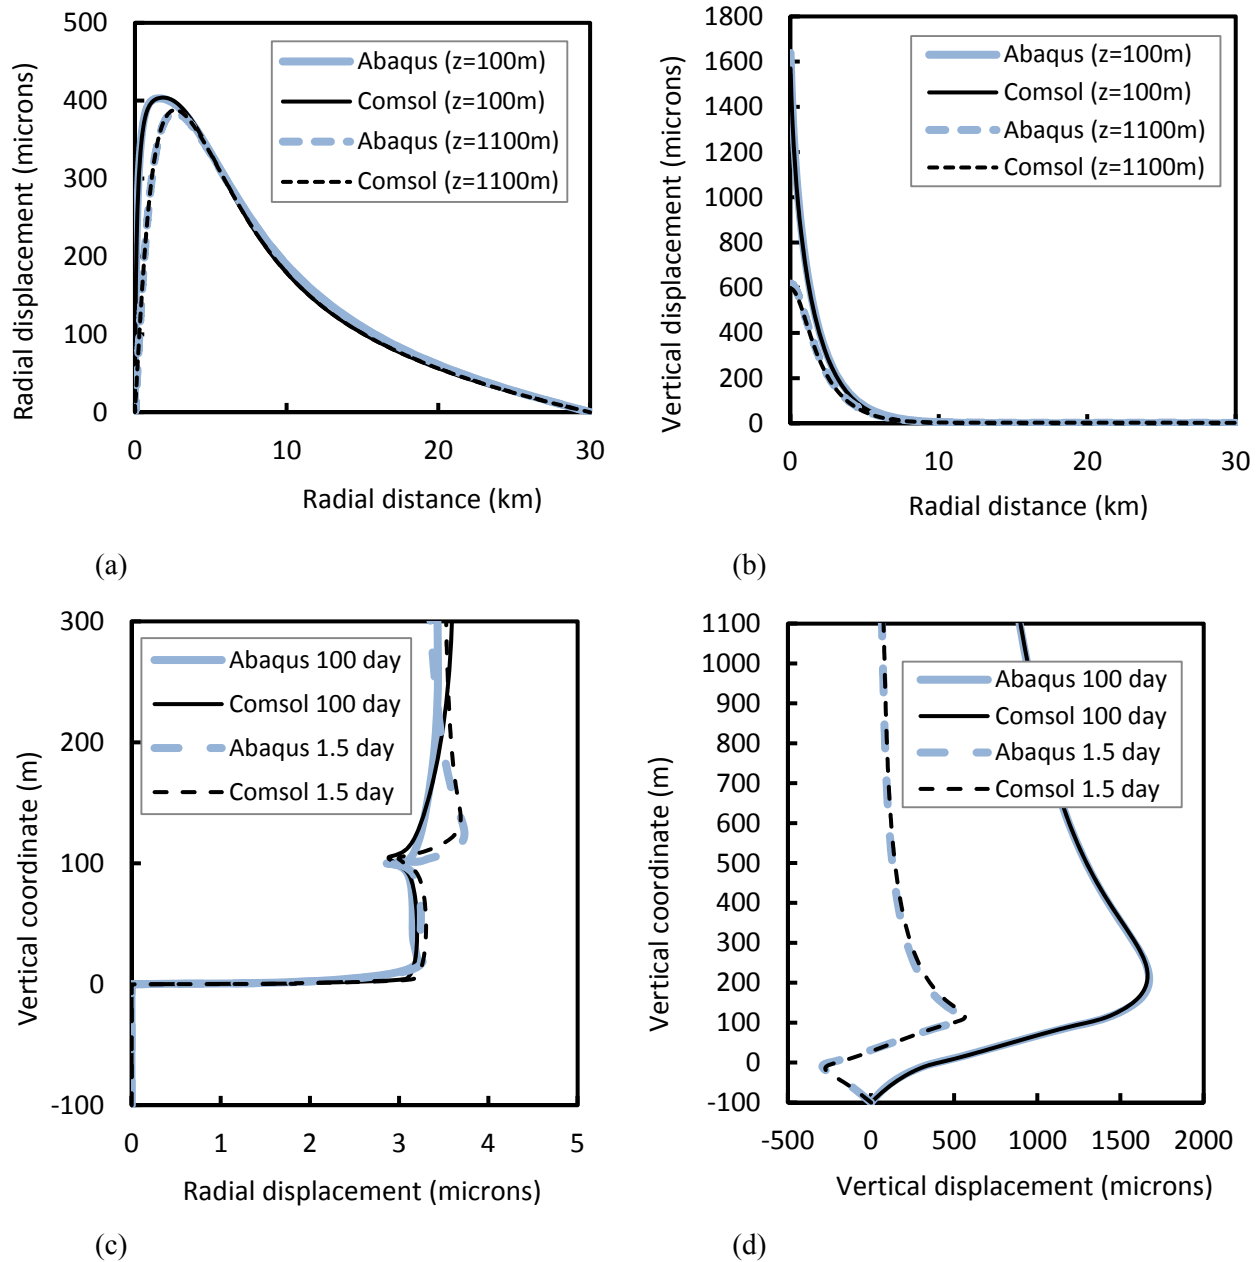 500
400
300
200
100
0
0
10
20
30
Radial displacement (microns)
Radial distance (km)
Abaqus (z=100m)
Comsol (z=100m)
Abaqus (z=1100m)
Comsol (z=1100m)
(a)
1800
1600
1400
1200
1000
800
600
400
200
0
0
10
20
30
Vertical displacement (microns)
Radial distance (km)
Abaqus (z=100m)
Comsol (z=100m)
Abaqus (z=1100m)
Comsol (z=1100m)
(b)
300
200
100
0
-100
0
1
2
3
4
5
Vertical coordinate (m)
Radial displacement (microns)
Abaqus 100 day
Comsol 100 day
Abaqus 1.5 day
Comsol 1.5 day
(c)
1100
1000
900
800
700
600
500
400
300
200
100
0
-100
-500
0
500
1000
1500
2000
Vertical coordinate (m)
Vertical displacement (microns)
Abaqus 100 day
Comsol 100 day
Abaqus 1.5 day
Comsol 1.5 day
(d)